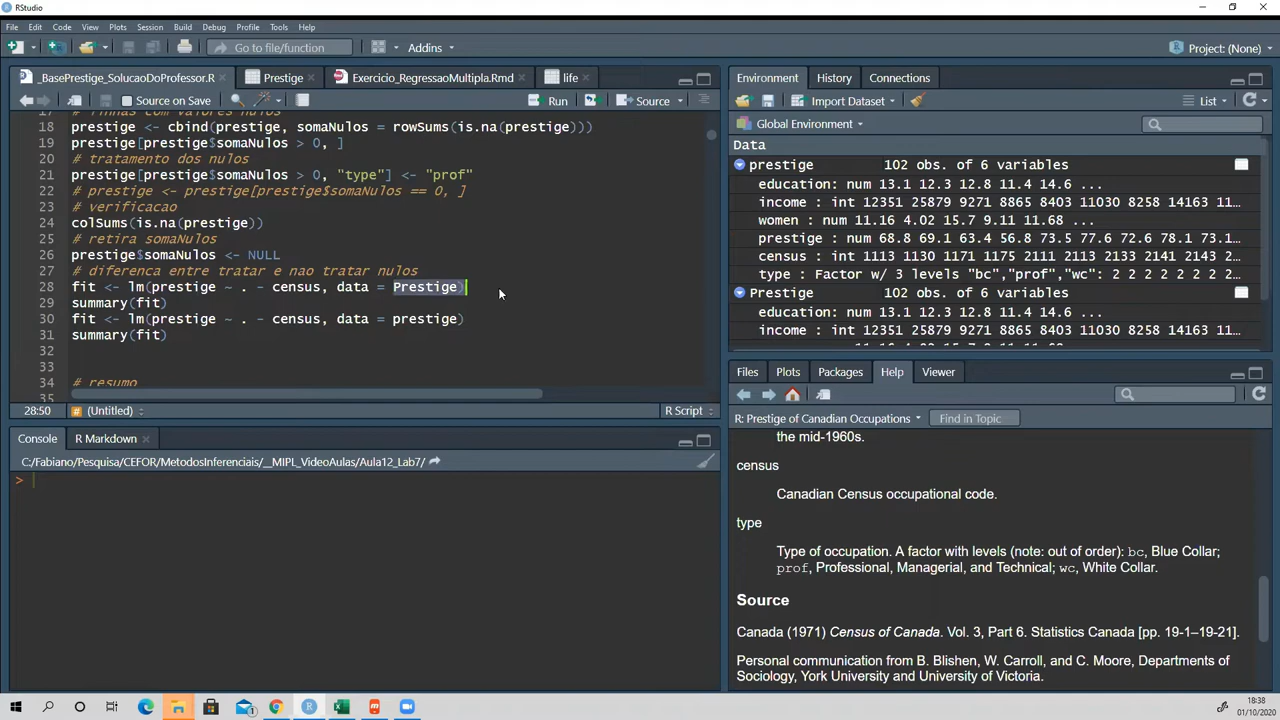 RStudio
File Edit Code View Plots Session Build Debug Profile Tools Help
Go to file/function Addins Project: (None)
_BasePrestige_SolucaoDoProfessor.R Prestige Exercicio_RegressaoMultipla.Rmd life
Source on Save Run Source
17 # linhas com valores nulos
18 prestige <- cbind(prestige, somaNulos = rowSums(is.na(prestige)))
19 prestige[prestige$somaNulos > 0, ]
20 # tratamento dos nulos
21 prestige[prestige$somaNulos > 0, "type"] <- "prof"
22 # prestige <- prestige[prestige$somaNulos == 0, ]
23 # verificacao
24 colSums(is.na(prestige))
25 # retira somaNulos
26 prestige$somaNulos <- NULL
27 # diferenca entre tratar e nao tratar nulos
28 fit <- lm(prestige ~ . - census, data = Prestige)
29 summary(fit)
30 fit <- lm(prestige ~ . - census, data = prestige)
31 summary(fit)
32
33
34 # resumo
35
28:50 # (Untitled) R Script
Console R Markdown
C:/Fabiano/Pesquisa/CEFOR/MetodosInferenciais/__MIPL_VideoAulas/Aula12_Lab7/
>
Environment History Connections
Import Dataset List
Global Environment
Data
prestige 102 obs. of 6 variables
education: num 13.1 12.3 12.8 11.4 14.6 ...
income : int 12351 25879 9271 8865 8403 11030 8258 14163 11...
women : num 11.16 4.02 15.7 9.11 11.68 ...
prestige : num 68.8 69.1 63.4 56.8 73.5 77.6 72.6 78.1 73.1...
census : int 1113 1130 1171 1175 2111 2113 2133 2141 2143 2...
type : Factor w/ 3 levels "bc","prof","wc": 2 2 2 2 2 2 2 2...
Prestige 102 obs. of 6 variables
education: num 13.1 12.3 12.8 11.4 14.6 ...
income : int 12351 25879 9271 8865 8403 11030 8258 14163 11...
Files Plots Packages Help Viewer
R: Prestige of Canadian Occupations Find in Topic
the mid-1960s.
census
Canadian Census occupational code.
type
Type of occupation. A factor with levels (note: out of order): bc, Blue Collar;
prof, Professional, Managerial, and Technical; wc, White Collar.
Source
Canada (1971) Census of Canada. Vol. 3, Part 6. Statistics Canada [pp. 19-1–19-21].
Personal communication from B. Blishen, W. Carroll, and C. Moore, Departments of
Sociology, York University and University of Victoria.
18:38
01/10/2020